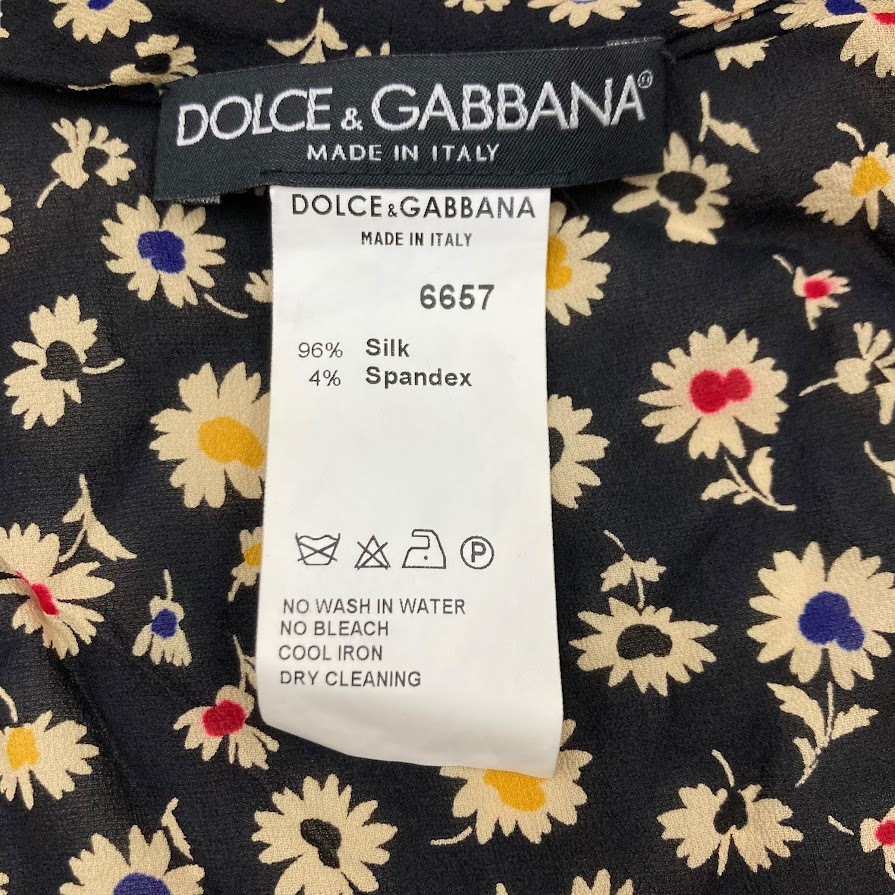 DOLCE & GABBANA
MADE IN ITALY
DOLCE & GABBANA
MADE IN ITALY
6657
96% Silk
4% Spandex
P
NO WASH IN WATER
NO BLEACH
COOL IRON
DRY CLEANING